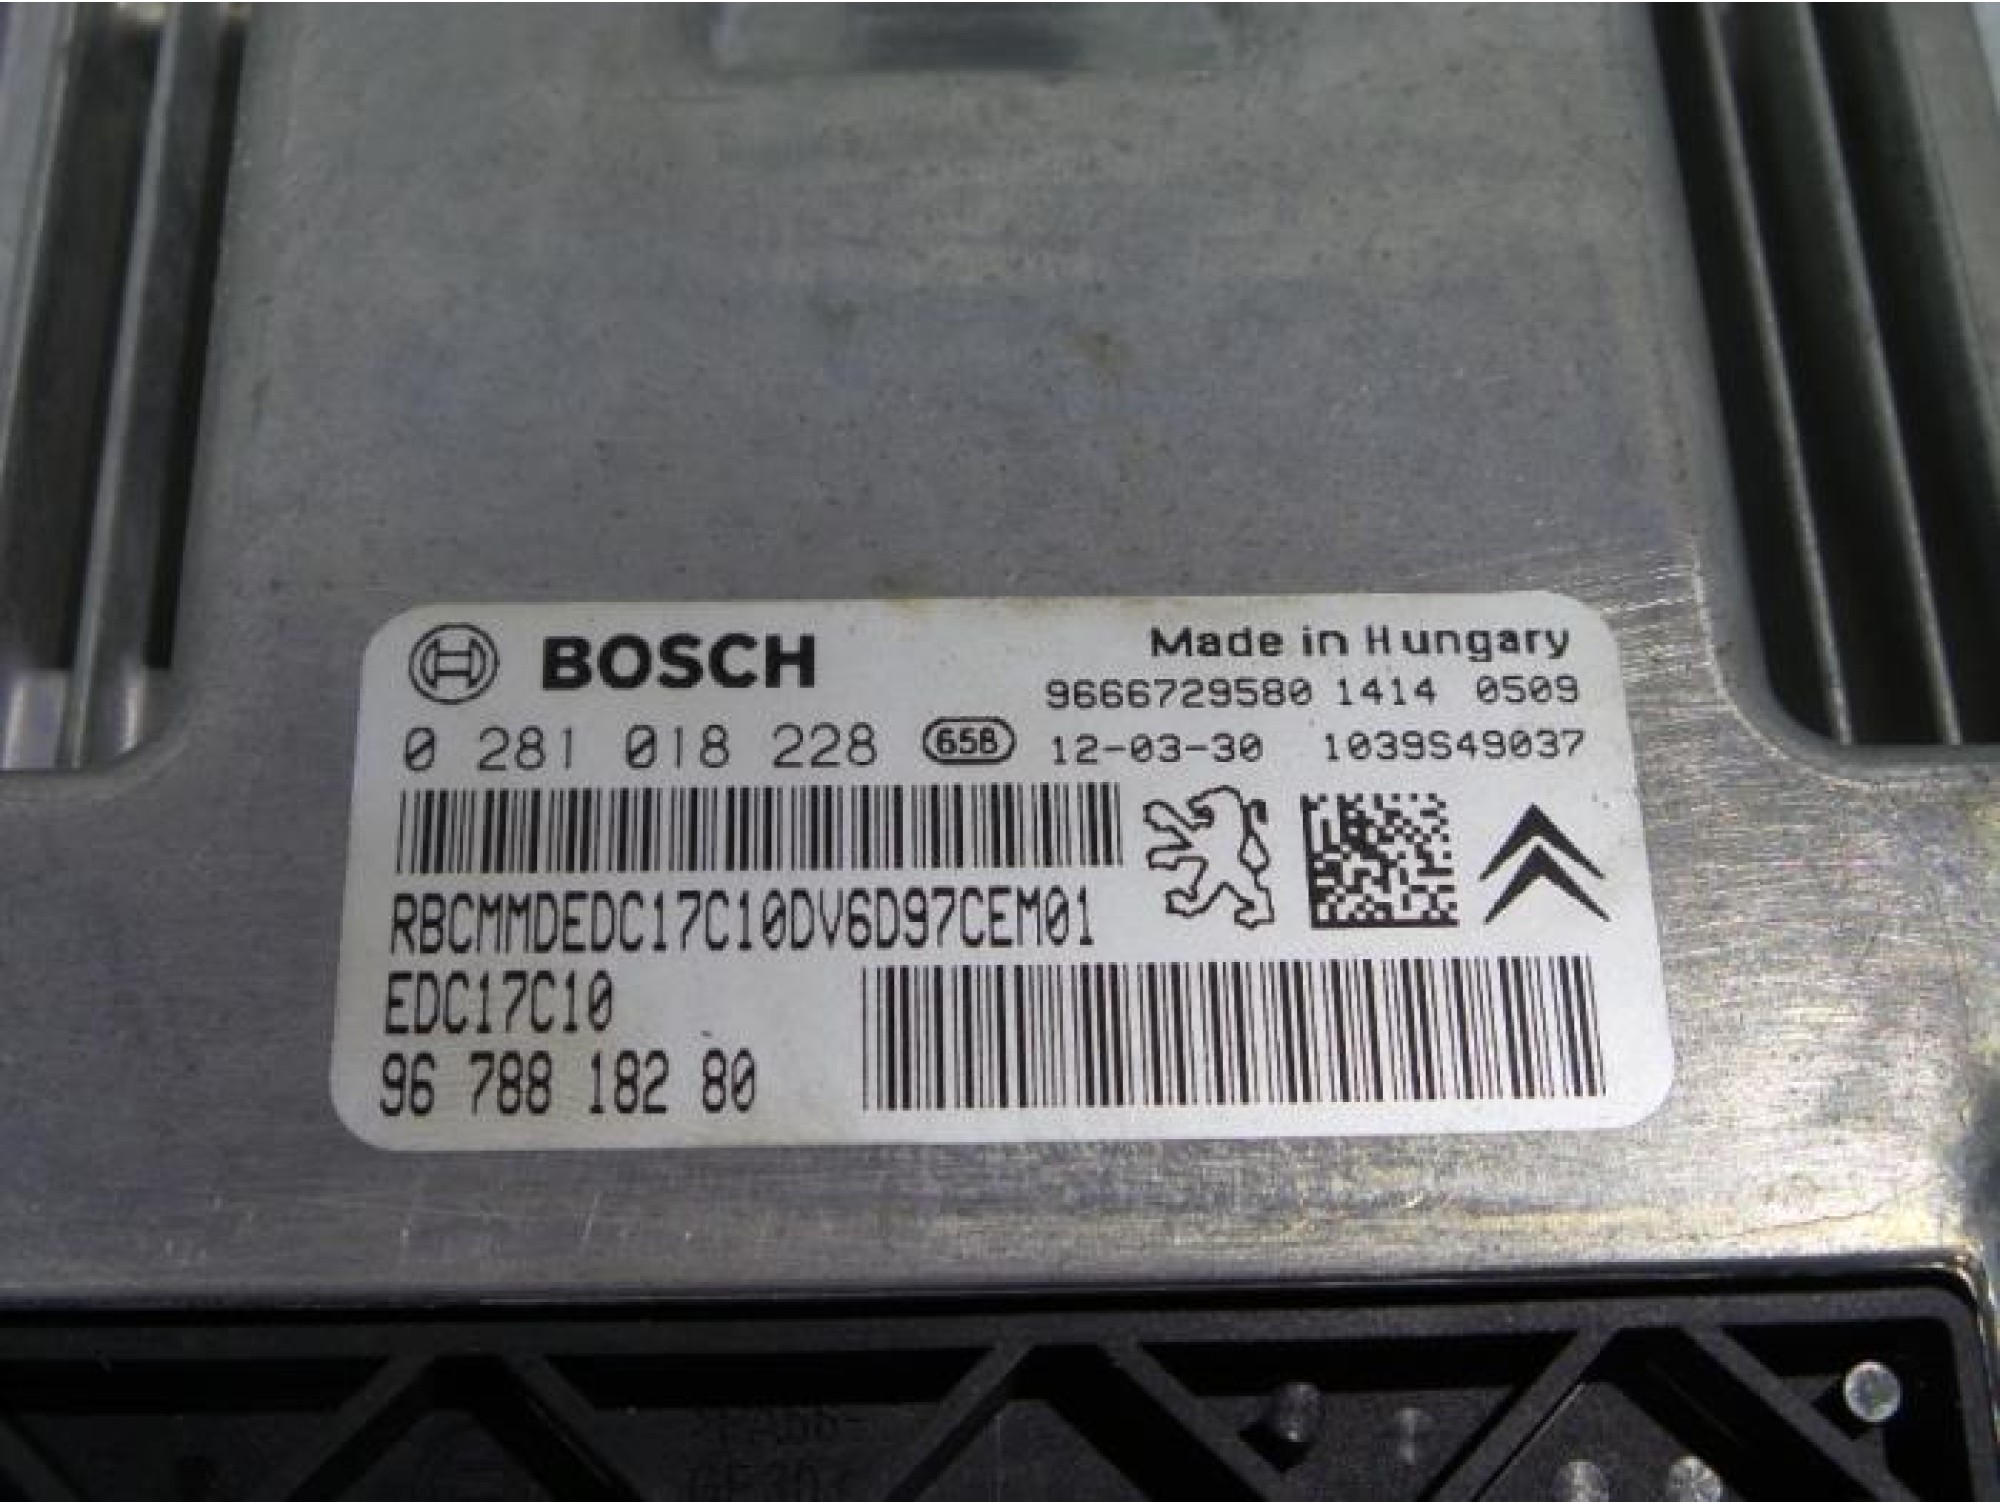 BOSCH
Made in Hungary
9666729580 1414 0509
0 281 018 228 658 12-03-30 1039S49037
RBCMMDEDC17C10DV6D97CEM01
EDC17C10
96 788 182 80